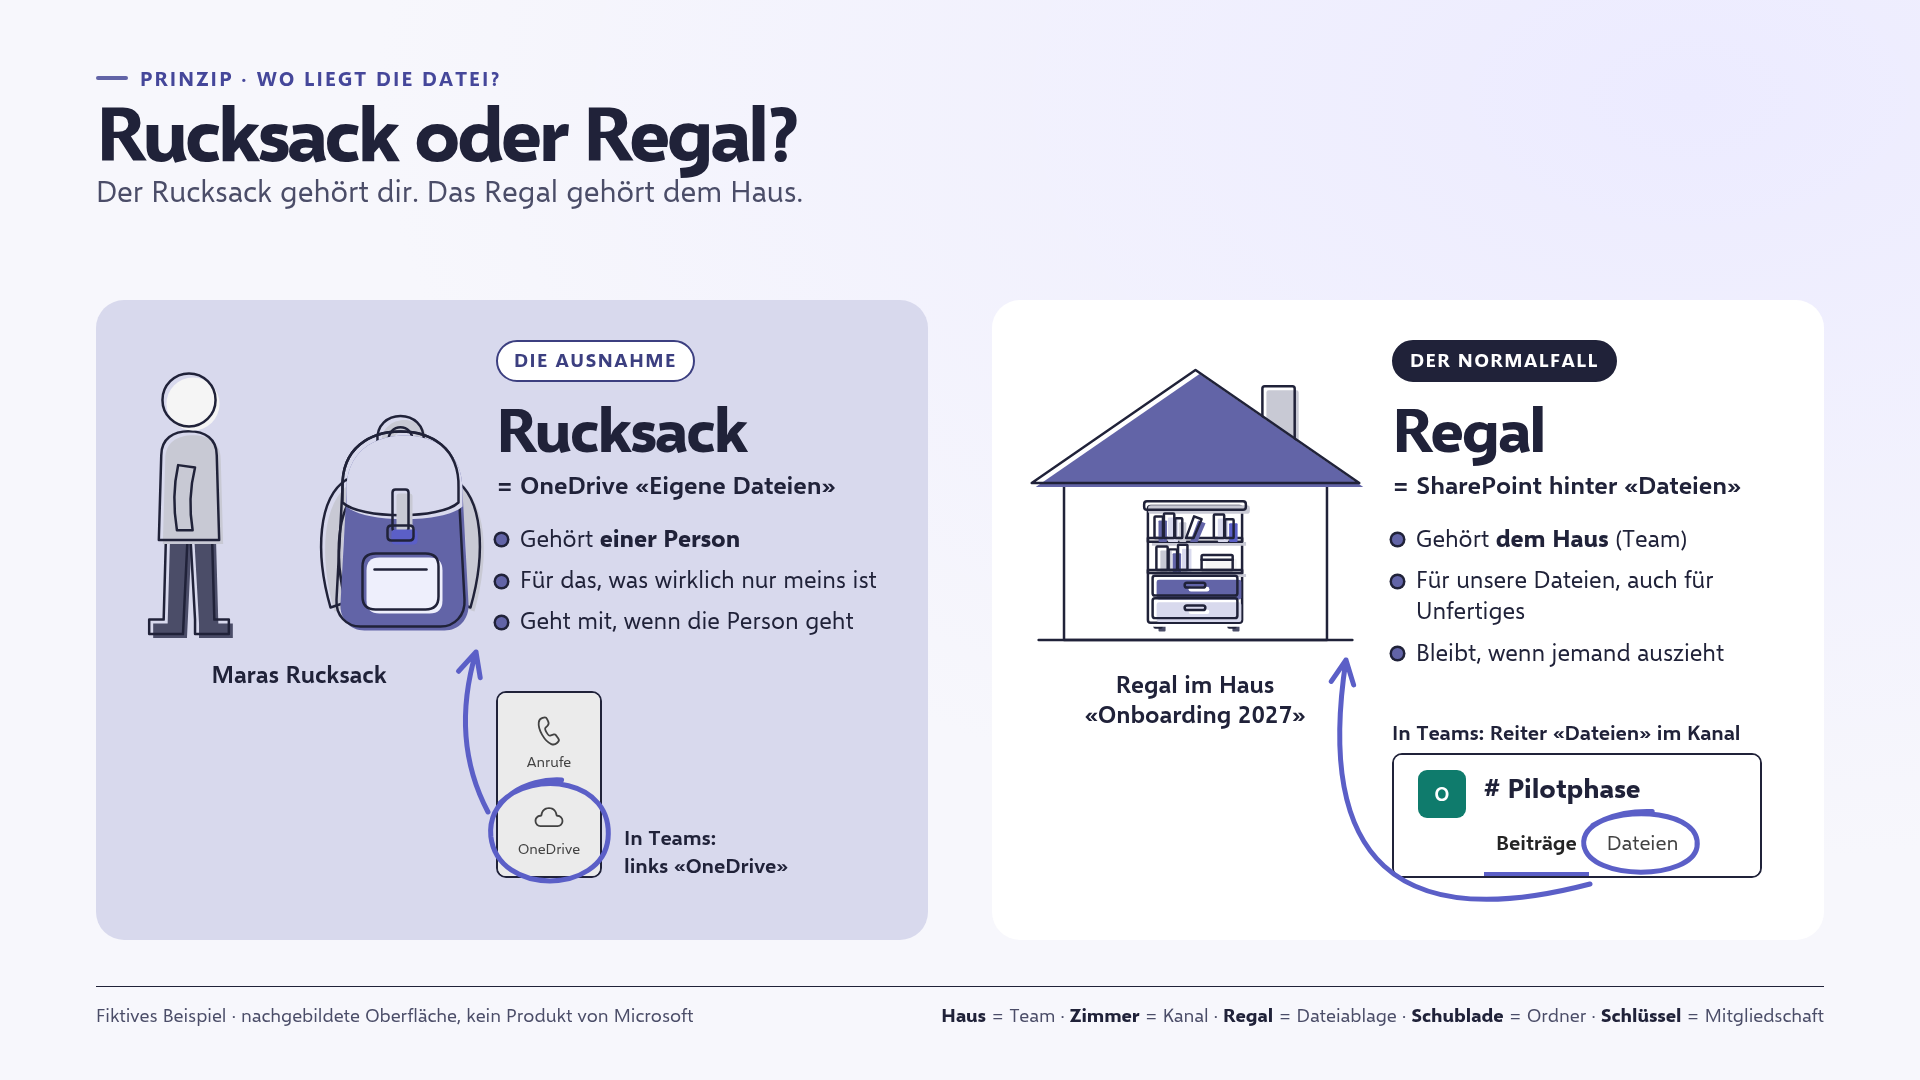 PRINZIP · WO LIEGT DIE DATEI?
Rucksack oder Regal?
Der Rucksack gehört dir. Das Regal gehört dem Haus.
DIE AUSNAHME
Rucksack
= OneDrive «Eigene Dateien»
Gehört einer Person
Für das, was wirklich nur meins ist
Geht mit, wenn die Person geht
Maras Rucksack
Anrufe
OneDrive
In Teams:
links «OneDrive»
DER NORMALFALL
Regal
= SharePoint hinter «Dateien»
Gehört dem Haus (Team)
Für unsere Dateien, auch für
Unfertiges
Bleibt, wenn jemand auszieht
Regal im Haus
«Onboarding 2027»
In Teams: Reiter «Dateien» im Kanal
O
# Pilotphase
Beiträge Dateien
Fiktives Beispiel · nachgebildete Oberfläche, kein Produkt von Microsoft
Haus = Team · Zimmer = Kanal · Regal = Dateiablage · Schublade = Ordner · Schlüssel = Mitgliedschaft